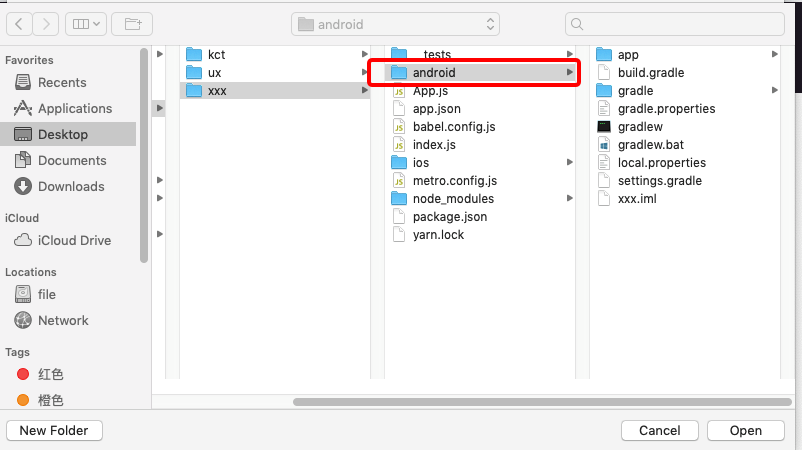 android
Favorites
Recents
Applications
Desktop
Documents
Downloads
iCloud
iCloud Drive
Locations
file
Network
Tags
红色
橙色
kct
ux
xxx
__tests__
android
App.js
app.json
babel.config.js
index.js
ios
metro.config.js
node_modules
package.json
yarn.lock
app
build.gradle
gradle
gradle.properties
gradlew
gradlew.bat
local.properties
settings.gradle
xxx.iml
New Folder
Cancel
Open